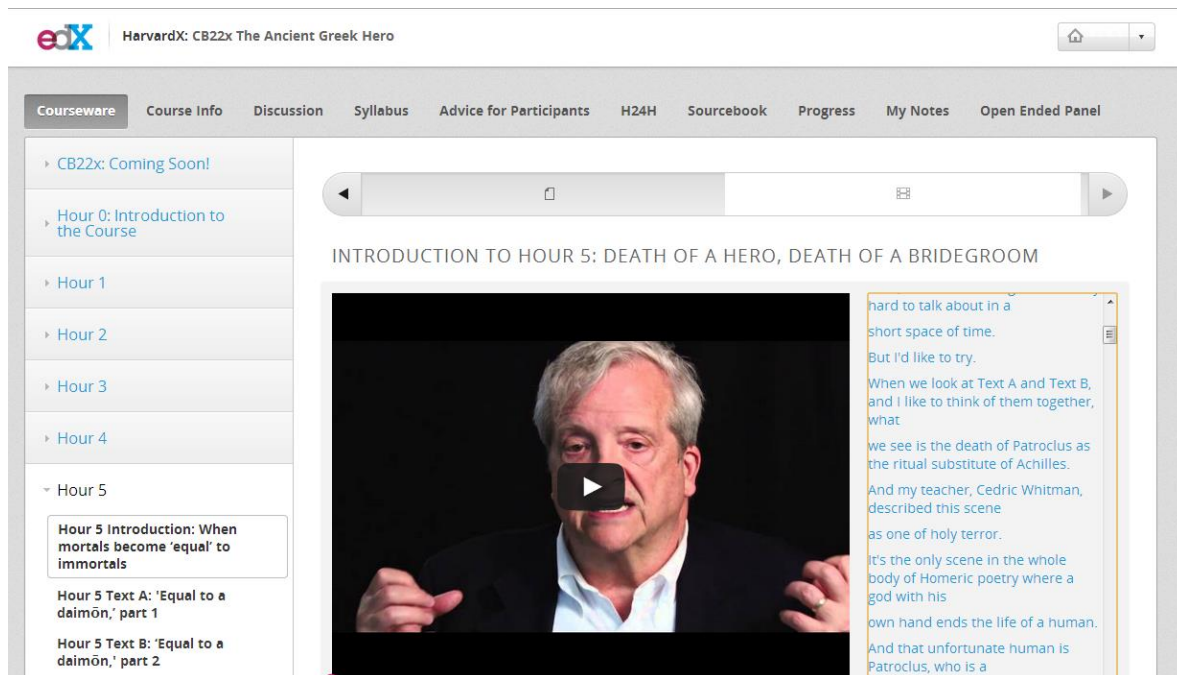 edX
HarvardX: CB22x The Ancient Greek Hero
Courseware
Course Info
Discussion
Syllabus
Advice for Participants
H24H
Sourcebook
Progress
My Notes
Open Ended Panel
CB22x: Coming Soon!
Hour 0: Introduction to
the Course
Hour 1
Hour 2
Hour 3
Hour 4
Hour 5
Hour 5 Introduction: When
mortals become ‘equal’ to
immortals
Hour 5 Text A: 'Equal to a
daimōn,’ part 1
Hour 5 Text B: ‘Equal to a
daimōn,' part 2
INTRODUCTION TO HOUR 5: DEATH OF A HERO, DEATH OF A BRIDEGROOM
hard to talk about in a
short space of time.
But I'd like to try.
When we look at Text A and Text B,
and I like to think of them together,
what
we see is the death of Patroclus as
the ritual substitute of Achilles.
And my teacher, Cedric Whitman,
described this scene
as one of holy terror.
It's the only scene in the whole
body of Homeric poetry where a
god with his
own hand ends the life of a human.
And that unfortunate human is
Patroclus, who is a